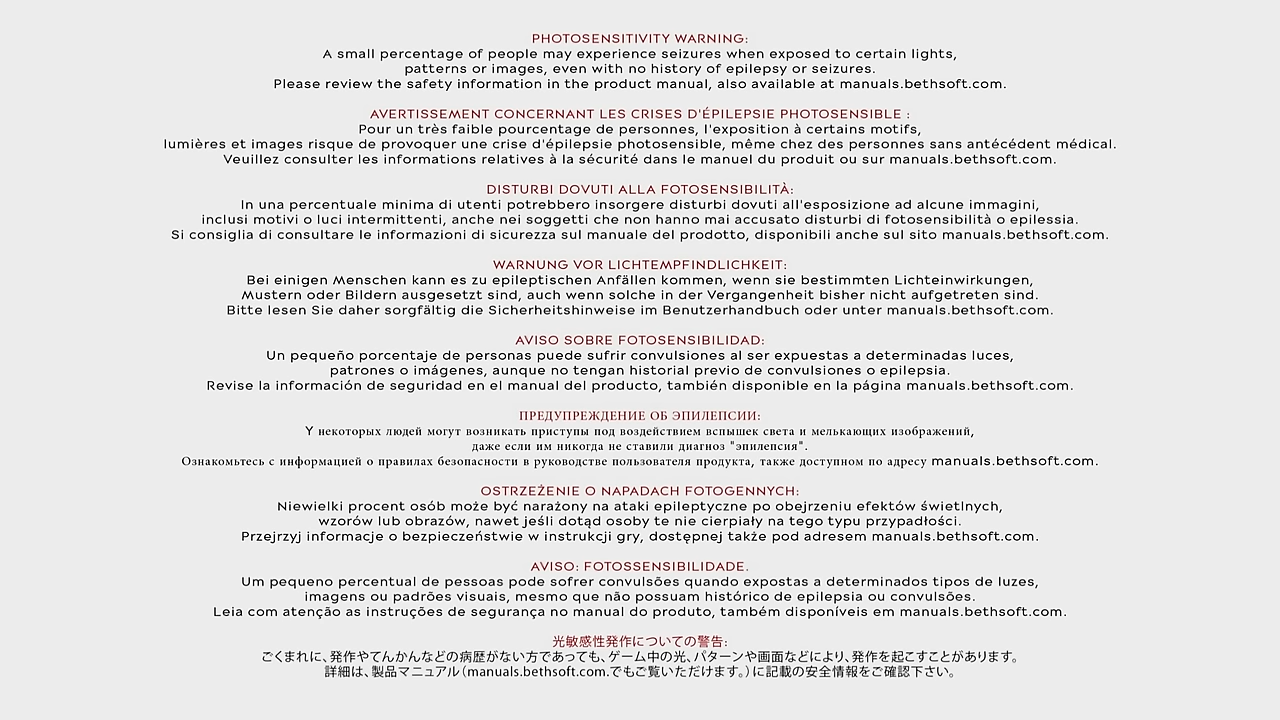 PHOTOSENSITIVITY WARNING:
A small percentage of people may experience seizures when exposed to certain lights,
patterns or images, even with no history of epilepsy or seizures.
Please review the safety information in the product manual, also available at manuals.bethsoft.com.
AVERTISSEMENT CONCERNANT LES CRISES D'ÉPILEPSIE PHOTOSENSIBLE :
Pour un très faible pourcentage de personnes, l'exposition à certains motifs,
lumières et images risque de provoquer une crise d'épilepsie photosensible, même chez des personnes sans antécédent médical.
Veuillez consulter les informations relatives à la sécurité dans le manuel du produit ou sur manuals.bethsoft.com.
DISTURBI DOVUTI ALLA FOTOSENSIBILITÀ:
In una percentuale minima di utenti potrebbero insorgere disturbi dovuti all'esposizione ad alcune immagini,
inclusi motivi o luci intermittenti, anche nei soggetti che non hanno mai accusato disturbi di fotosensibilità o epilessia.
Si consiglia di consultare le informazioni di sicurezza sul manuale del prodotto, disponibili anche sul sito manuals.bethsoft.com.
WARNUNG VOR LICHTEMPFINDLICHKEIT:
Bei einigen Menschen kann es zu epileptischen Anfällen kommen, wenn sie bestimmten Lichteinwirkungen,
Mustern oder Bildern ausgesetzt sind, auch wenn solche in der Vergangenheit bisher nicht aufgetreten sind.
Bitte lesen Sie daher sorgfältig die Sicherheitshinweise im Benutzerhandbuch oder unter manuals.bethsoft.com.
AVISO SOBRE FOTOSENSIBILIDAD:
Un pequeño porcentaje de personas puede sufrir convulsiones al ser expuestas a determinadas luces,
patrones o imágenes, aunque no tengan historial previo de convulsiones o epilepsia.
Revise la información de seguridad en el manual del producto, también disponible en la página manuals.bethsoft.com.
ПРЕДУПРЕЖДЕНИЕ ОБ ЭПИЛЕПСИИ:
У некоторых людей могут возникать приступы под воздействием вспышек света и мелькающих изображений,
даже если им никогда не ставили диагноз "эпилепсия".
Ознакомьтесь с информацией о правилах безопасности в руководстве пользователя продукта, также доступном по адресу manuals.bethsoft.com.
OSTRZEŻENIE O NAPADACH FOTOGENNYCH:
Niewielki procent osób może być narażony na ataki epileptyczne po obejrzeniu efektów świetlnych,
wzorów lub obrazów, nawet jeśli dotąd osoby te nie cierpiały na tego typu przypadłości.
Przejrzyj informacje o bezpieczeństwie w instrukcji gry, dostępnej także pod adresem manuals.bethsoft.com.
AVISO: FOTOSSENSIBILIDADE.
Um pequeno percentual de pessoas pode sofrer convulsões quando expostas a determinados tipos de luzes,
imagens ou padrões visuais, mesmo que não possuam histórico de epilepsia ou convulsões.
Leia com atenção as instruções de segurança no manual do produto, também disponíveis em manuals.bethsoft.com.
光敏感性発作についての警告:
ごくまれに、発作やてんかんなどの病歴がない方であっても、ゲーム中の光、パターンや画面などにより、発作を起こすことがあります。
詳細は、製品マニュアル（manuals.bethsoft.com.でもご覧いただけます。）に記載の安全情報をご確認下さい。